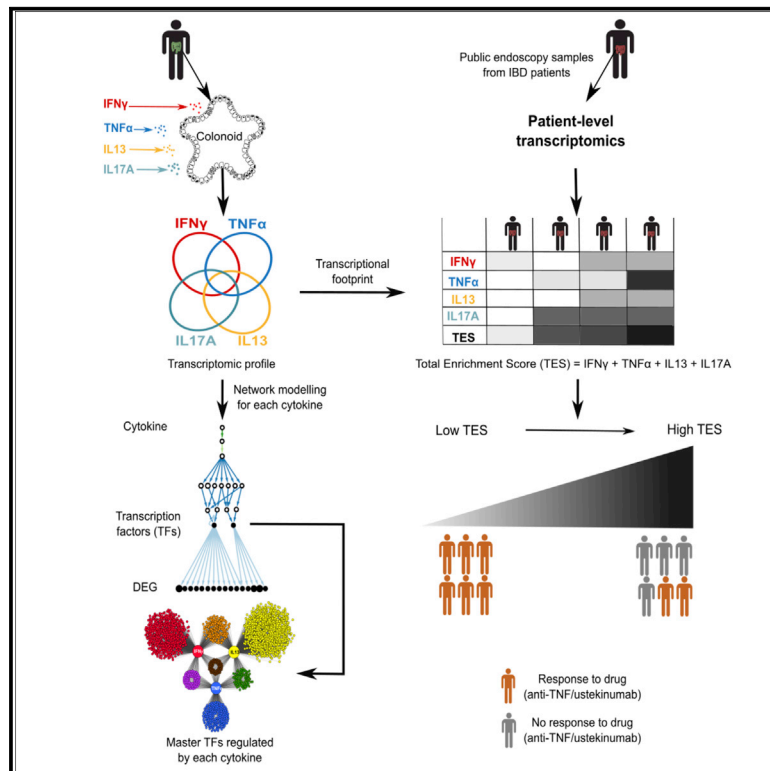 Public endoscopy samples
from IBD patients
IFNγ
TNFα
IL13
IL17A
Colonoid
Patient-level
transcriptomics
IFNγ
TNFα
IL17A
IL13
Transcriptomic profile
Transcriptional
footprint
IFNγ
TNFα
IL13
IL17A
TES
Total Enrichment Score (TES) = IFNγ + TNFα + IL13 + IL17A
Network modelling
for each cytokine
Cytokine
Transcription
factors (TFs)
DEG
IFNγ
IL13
TNFα
Master TFs regulated
by each cytokine
Low TES
High TES
Response to drug
(anti-TNF/ustekinumab)
No response to drug
(anti-TNF/ustekinumab)